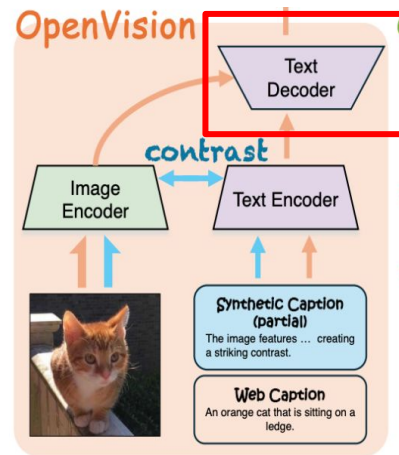 OpenVision
Text
Decoder
contrast
Image
Encoder
Text Encoder
Synthetic Caption
(partial)
The image features ... creating
a striking contrast.
Web Caption
An orange cat that is sitting on a
ledge.